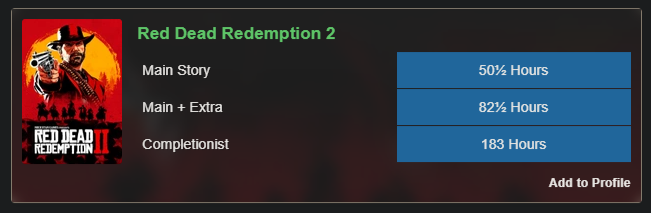 Red Dead Redemption 2
Main Story 50½ Hours
Main + Extra 82½ Hours
Completionist 183 Hours
RED DEAD
REDEMPTION II
Add to Profile